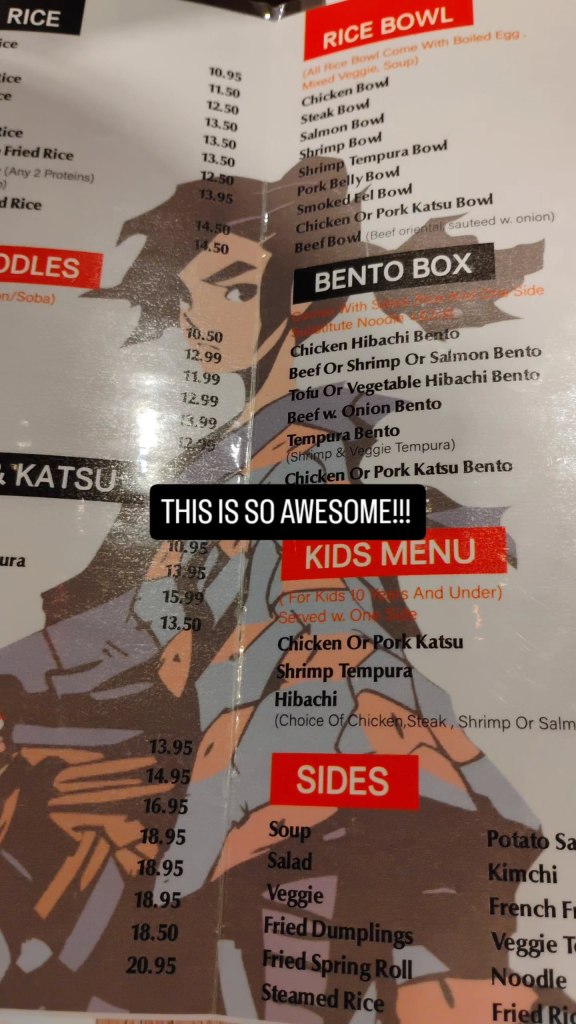 RICE
ice
10.95
Rice
11.50
ce
12.50
13.50
Rice
13.50
Fried Rice
13.50
(Any 2 Proteins)
12.50
d Rice
13.95
14.50
14.50
ODLES
en/Soba)
10.50
12.99
11.99
12.99
13.99
12.95
& KATSU
10.95
ura
13.95
15.99
13.50
13.95
14.95
16.95
18.95
18.95
18.95
18.50
20.95
RICE BOWL
(All Rice Bowl Come With Boiled Egg,
Mixed Veggie, Soup)
Chicken Bowl
Steak Bowl
Salmon Bowl
Shrimp Bowl
Shrimp Tempura Bowl
Pork Belly Bowl
Smoked Eel Bowl
Chicken Or Pork Katsu Bowl
Beef Bowl (Beef oriental, sauteed w. onion)
BENTO BOX
With Side
Substitute Noodle
Chicken Hibachi Bento
Beef Or Shrimp Or Salmon Bento
Tofu Or Vegetable Hibachi Bento
Beef w. Onion Bento
Tempura Bento
(Shrimp & Veggie Tempura)
Chicken Or Pork Katsu Bento
THIS IS SO AWESOME!!!
KIDS MENU
( For Kids 10 Years And Under)
Served w. One Side
Chicken Or Pork Katsu
Shrimp Tempura
Hibachi
(Choice Of Chicken,Steak , Shrimp Or Salm
SIDES
Soup
Salad
Veggie
Fried Dumplings
Fried Spring Roll
Steamed Rice
Potato Sa
Kimchi
French Fr
Veggie T
Noodle
Fried Ric